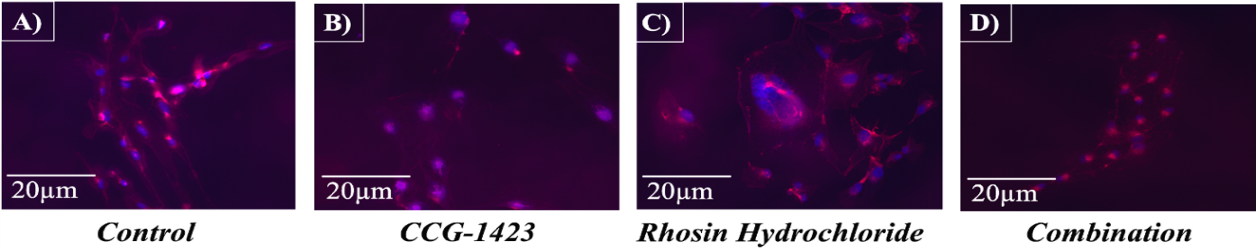 A) B) C) D)
20μm 20μm 20μm 20μm
Control CCG-1423 Rhosin Hydrochloride Combination